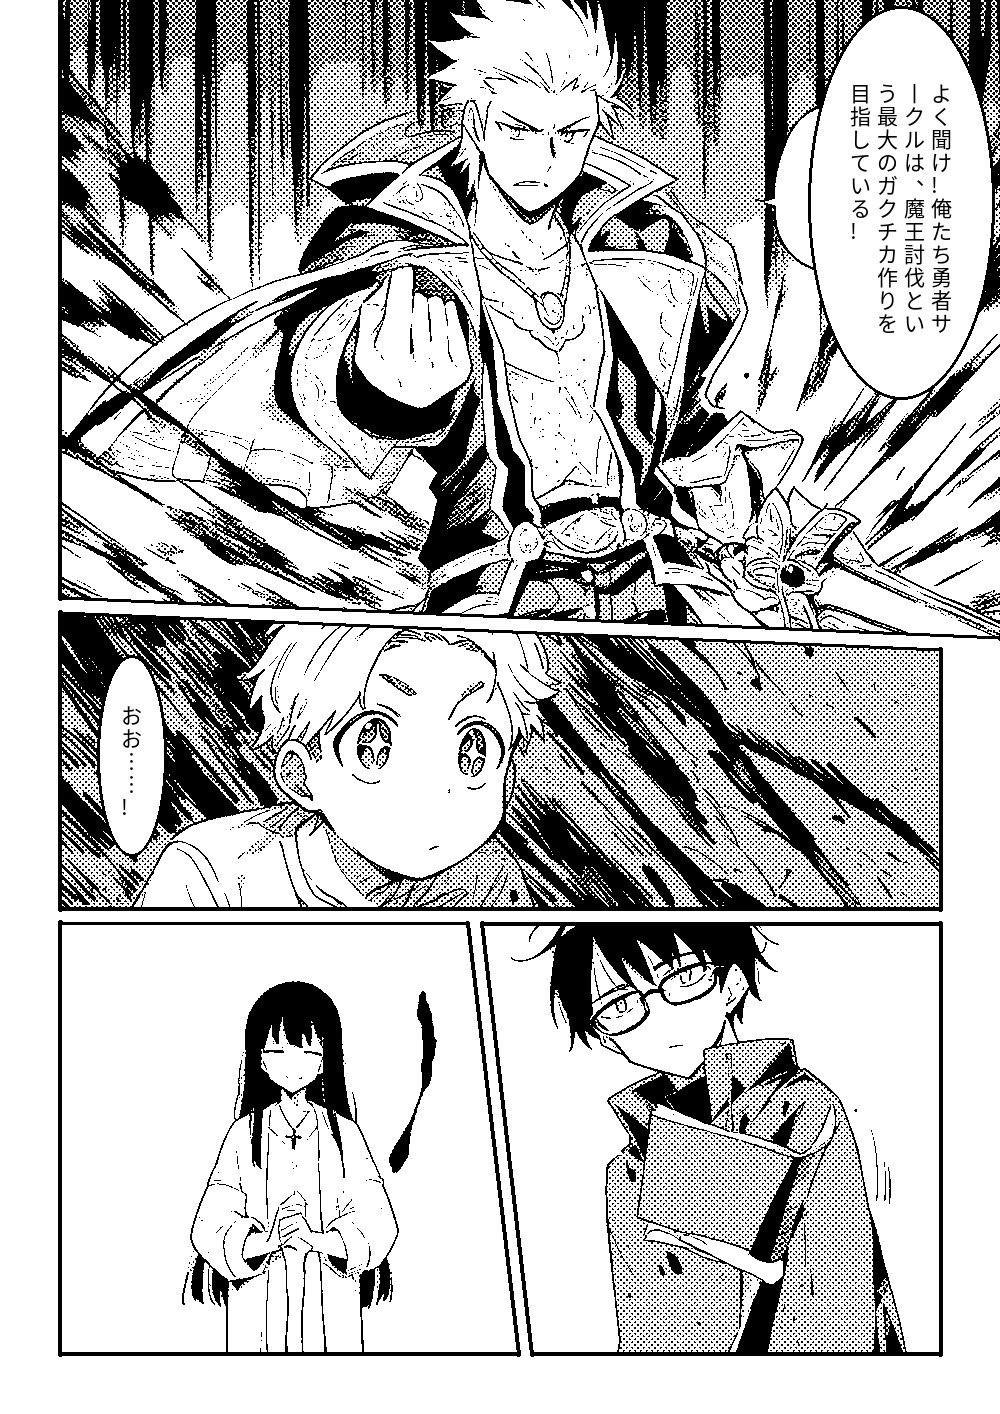 よく聞け！俺たち勇者サ
ークルは、魔王討伐とい
う最大のガクチカ作りを
目指している！
おお……！